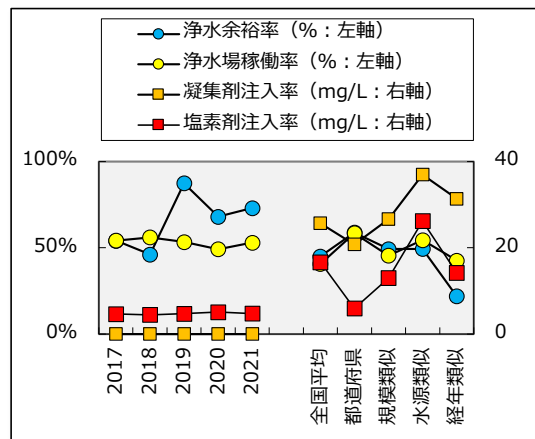 浄水余裕率（%：左軸）
浄水場稼働率（%：左軸）
凝集剤注入率（mg/L：右軸）
塩素剤注入率（mg/L：右軸）
100%
40
50%
20
0%
0
2017
2018
2019
2020
2021
全国平均
都道府県
規模類似
水源類似
経年類似